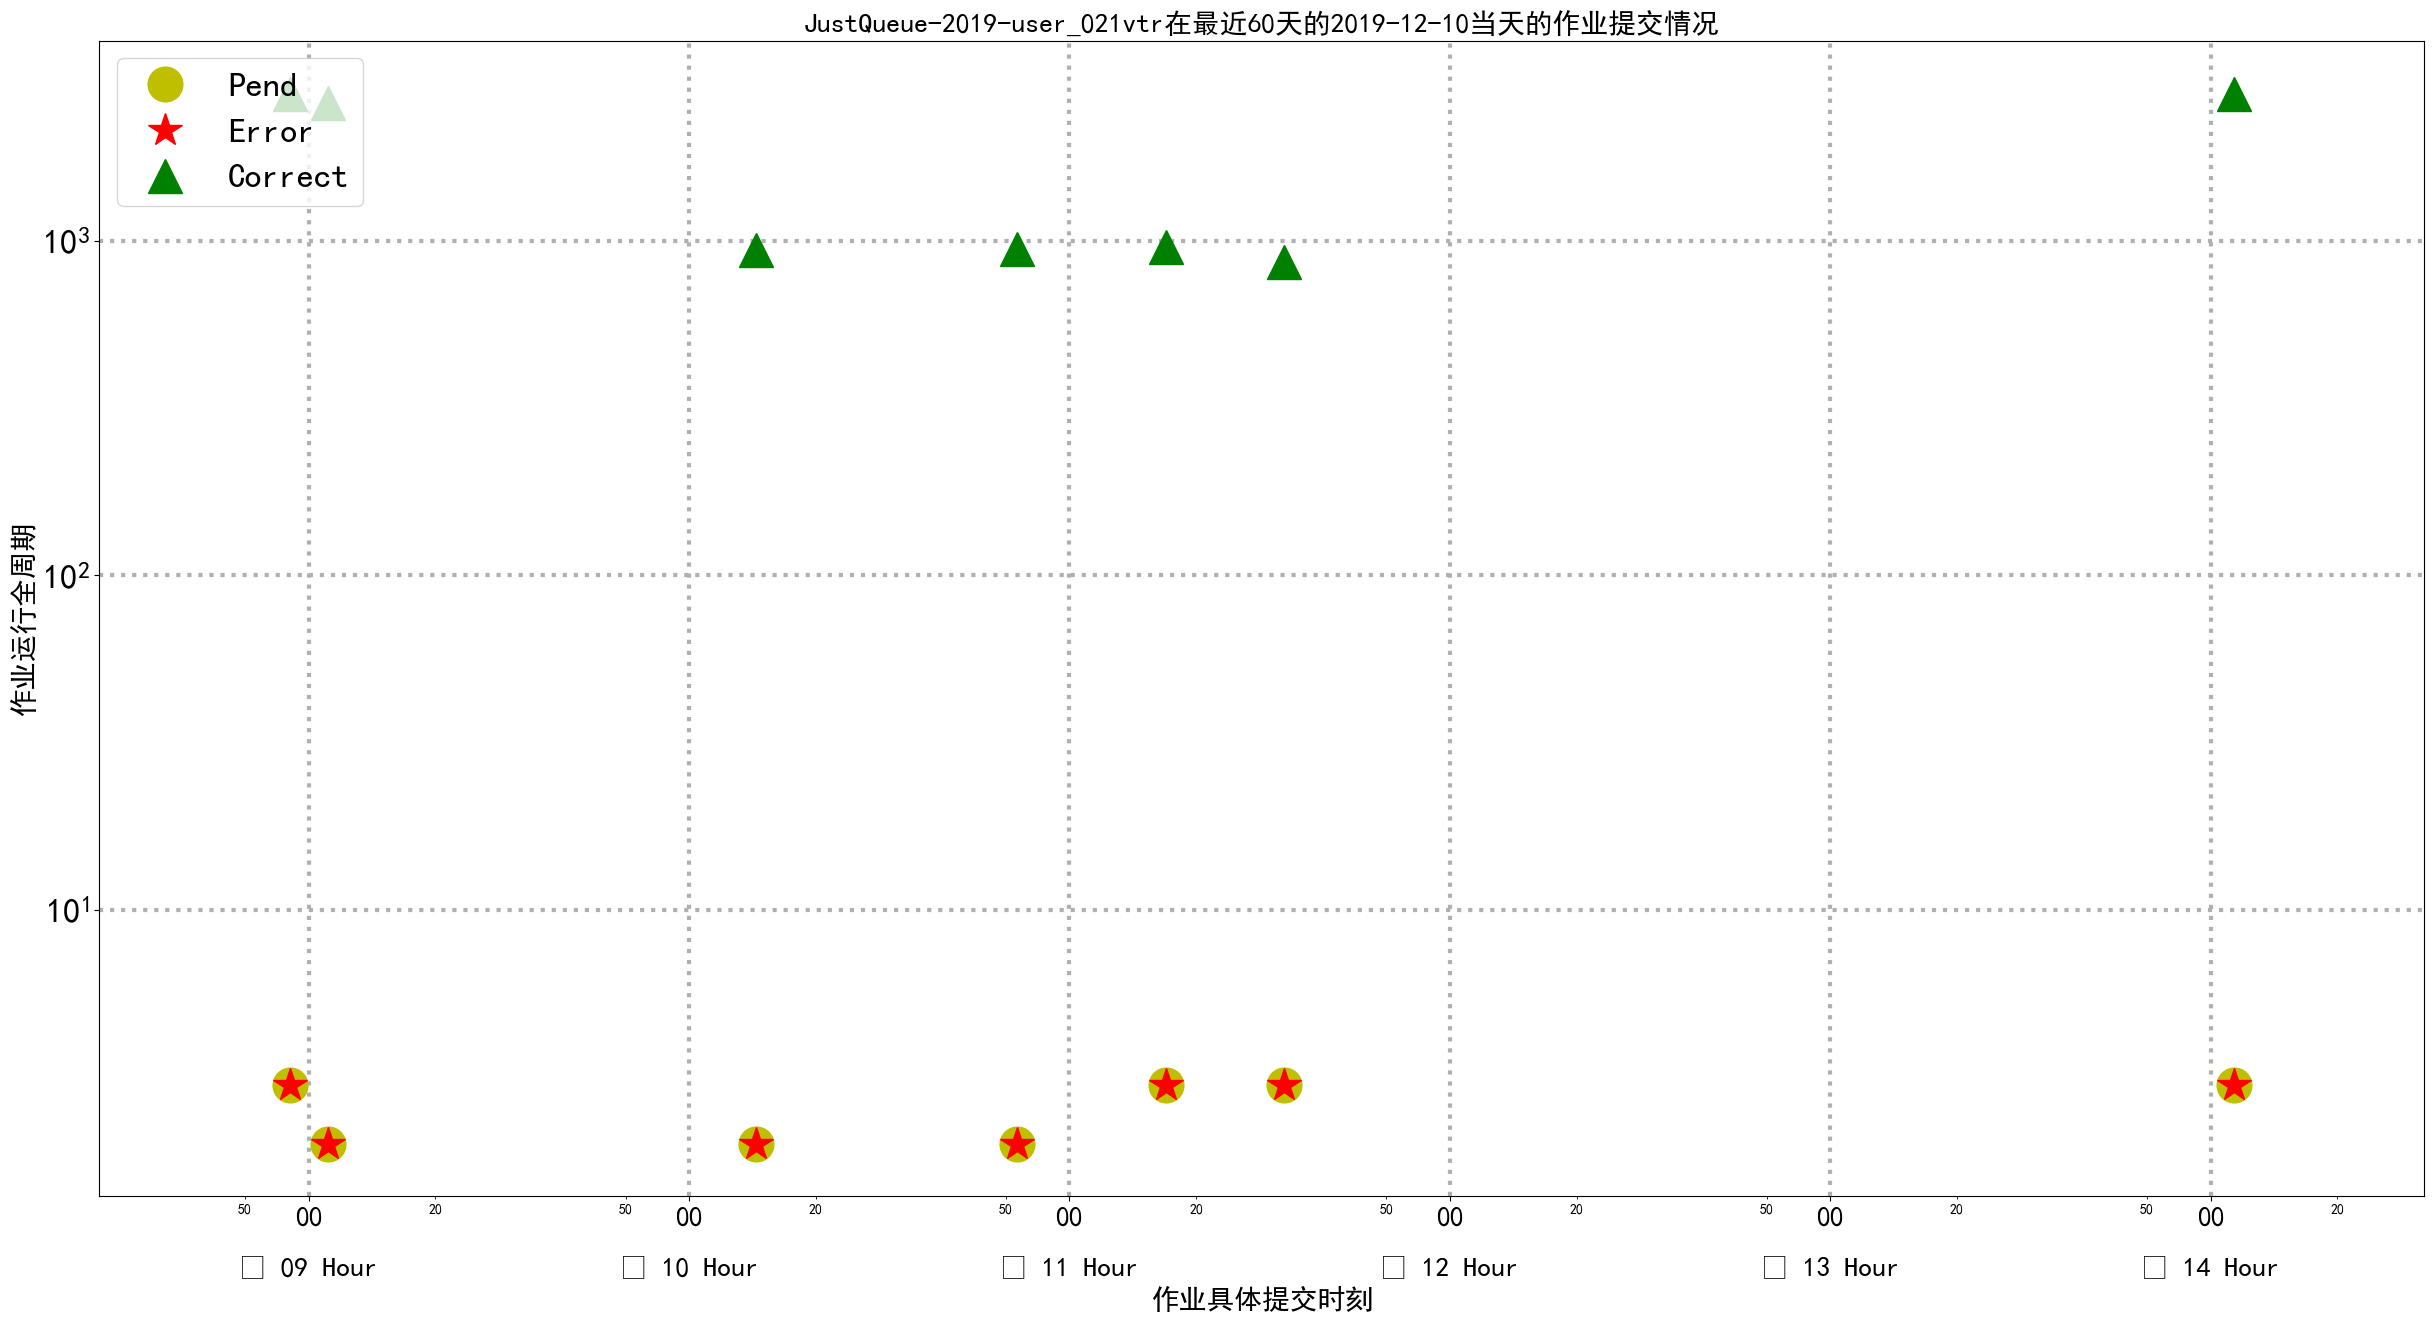 JustQueue-2019-user_021vtr在最近60天的2019-12-10当天的作业提交情况
Pend
Error
Correct
10³
10²
10¹
作业运行全周期
50 00 20 50 00 20 50 00 20 50 00 20 50 00 20 50 00 20
□ 09 Hour □ 10 Hour □ 11 Hour □ 12 Hour □ 13 Hour □ 14 Hour
作业具体提交时刻